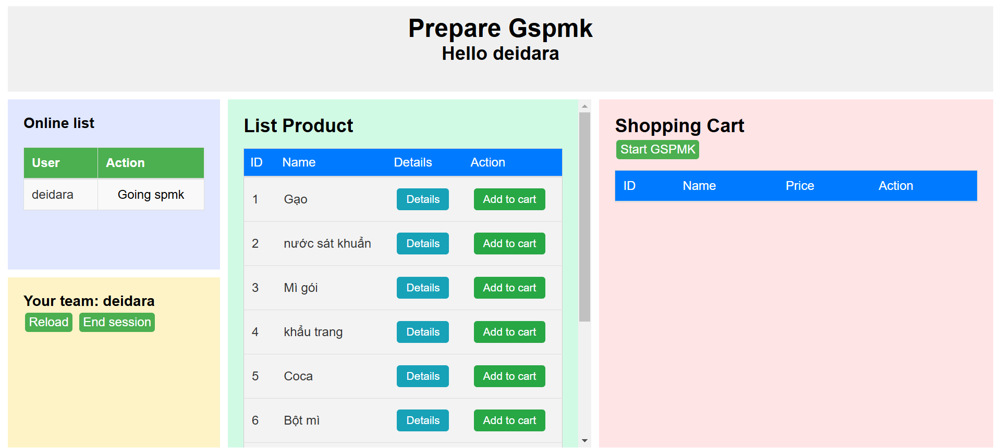 Prepare Gspmk
Hello deidara
Online list
User Action
deidara Going spmk
Your team: deidara
Reload End session
List Product
ID Name Details Action
1 Gạo Details Add to cart
2 nước sát khuẩn Details Add to cart
3 Mì gói Details Add to cart
4 khẩu trang Details Add to cart
5 Coca Details Add to cart
6 Bột mì Details Add to cart
Shopping Cart
Start GSPMK
ID Name Price Action